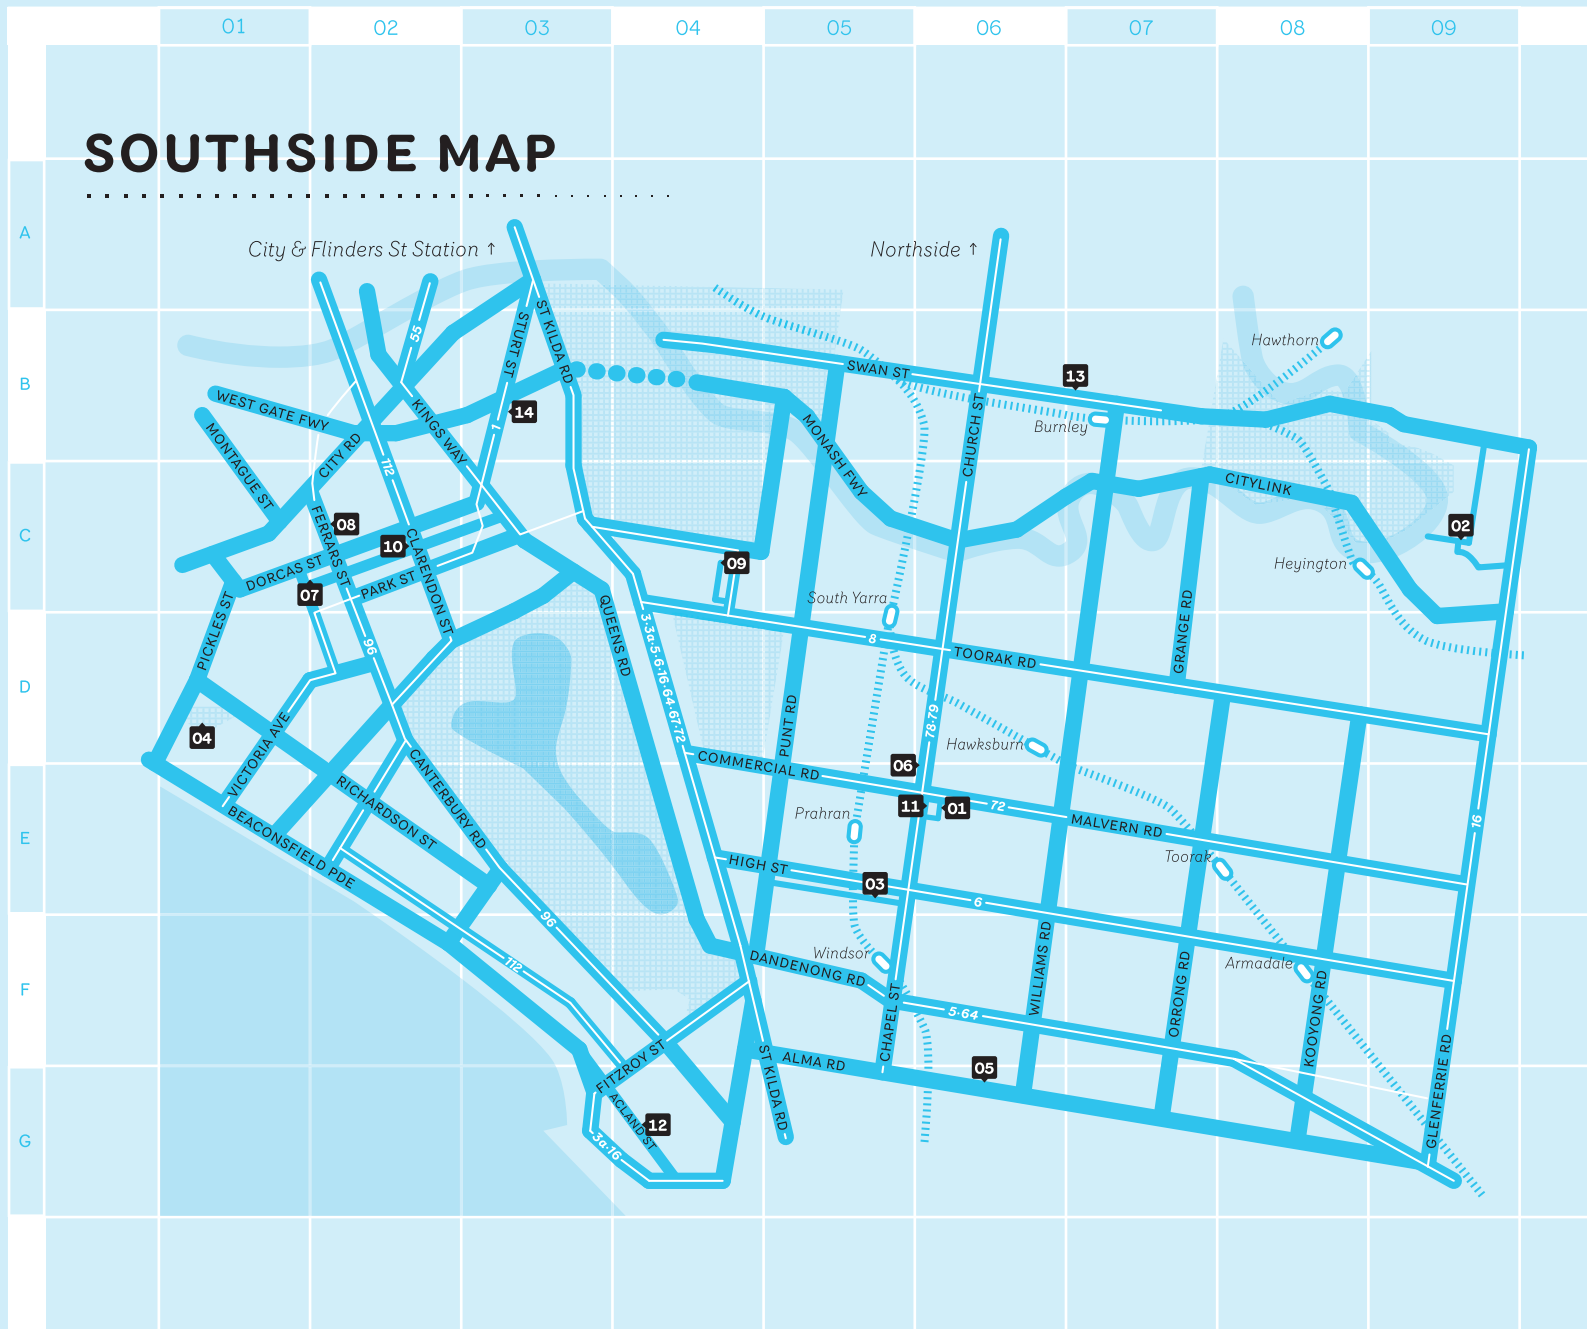 01 02 03 04 05 06 07 08 09
SOUTHSIDE MAP
A
City & Flinders St Station ↑
Northside ↑
B
C
D
E
F
G
55
STURT ST
ST KILDA RD
SWAN ST
13
Hawthorn
Burnley
WEST GATE FWY
MONTAGUE ST
CITY RD
KINGS WAY
14
1
112
MONASH FWY
CHURCH ST
CITYLINK
02
FERRARS ST
08
10
CLARENDON ST
DORCAS ST
07
PARK ST
09
Heyington
South Yarra
PICKLES ST
96
QUEENS RD
3·3a·5·6·16·64·67·72
8
TOORAK RD
GRANGE RD
04
VICTORIA AVE
PUNT RD
78·79
Hawksburn
COMMERCIAL RD
06
RICHARDSON ST
CANTERBURY RD
BEACONSFIELD PDE
Prahran
11
01
72
MALVERN RD
16
Toorak
HIGH ST
03
6
96
112
Windsor
DANDENONG RD
WILLIAMS RD
ORRONG RD
Armadale
KOOYONG RD
CHAPEL ST
5·64
FITZROY ST
ST KILDA RD
ALMA RD
05
GLENFERRIE RD
ACLAND ST
12
3a·16